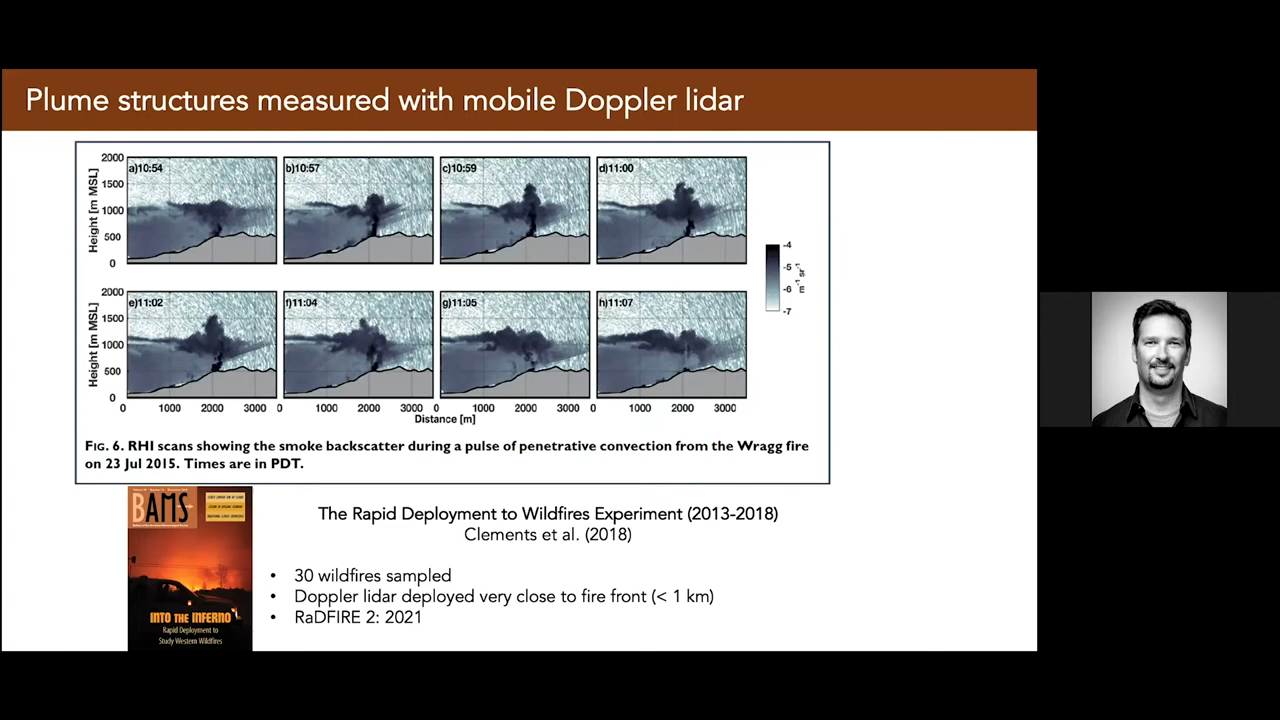 Plume structures measured with mobile Doppler lidar
a)10:54
b)10:57
c)10:59
d)11:00
2000
1500
1000
500
0
Height [m MSL]
e)11:02
f)11:04
g)11:05
h)11:07
2000
1500
1000
500
0
Height [m MSL]
0 1000 2000 3000 0 1000 2000 3000 0 1000 2000 3000 0 1000 2000 3000
Distance [m]
-4
-5
-6
-7
m⁻¹ sr⁻¹
FIG. 6. RHI scans showing the smoke backscatter during a pulse of penetrative convection from the Wragg fire
on 23 Jul 2015. Times are in PDT.
BAMS
INTO THE INFERNO
Rapid Deployment to
Study Western Wildfires
The Rapid Deployment to Wildfires Experiment (2013-2018)
Clements et al. (2018)
• 30 wildfires sampled
• Doppler lidar deployed very close to fire front (< 1 km)
• RaDFIRE 2: 2021